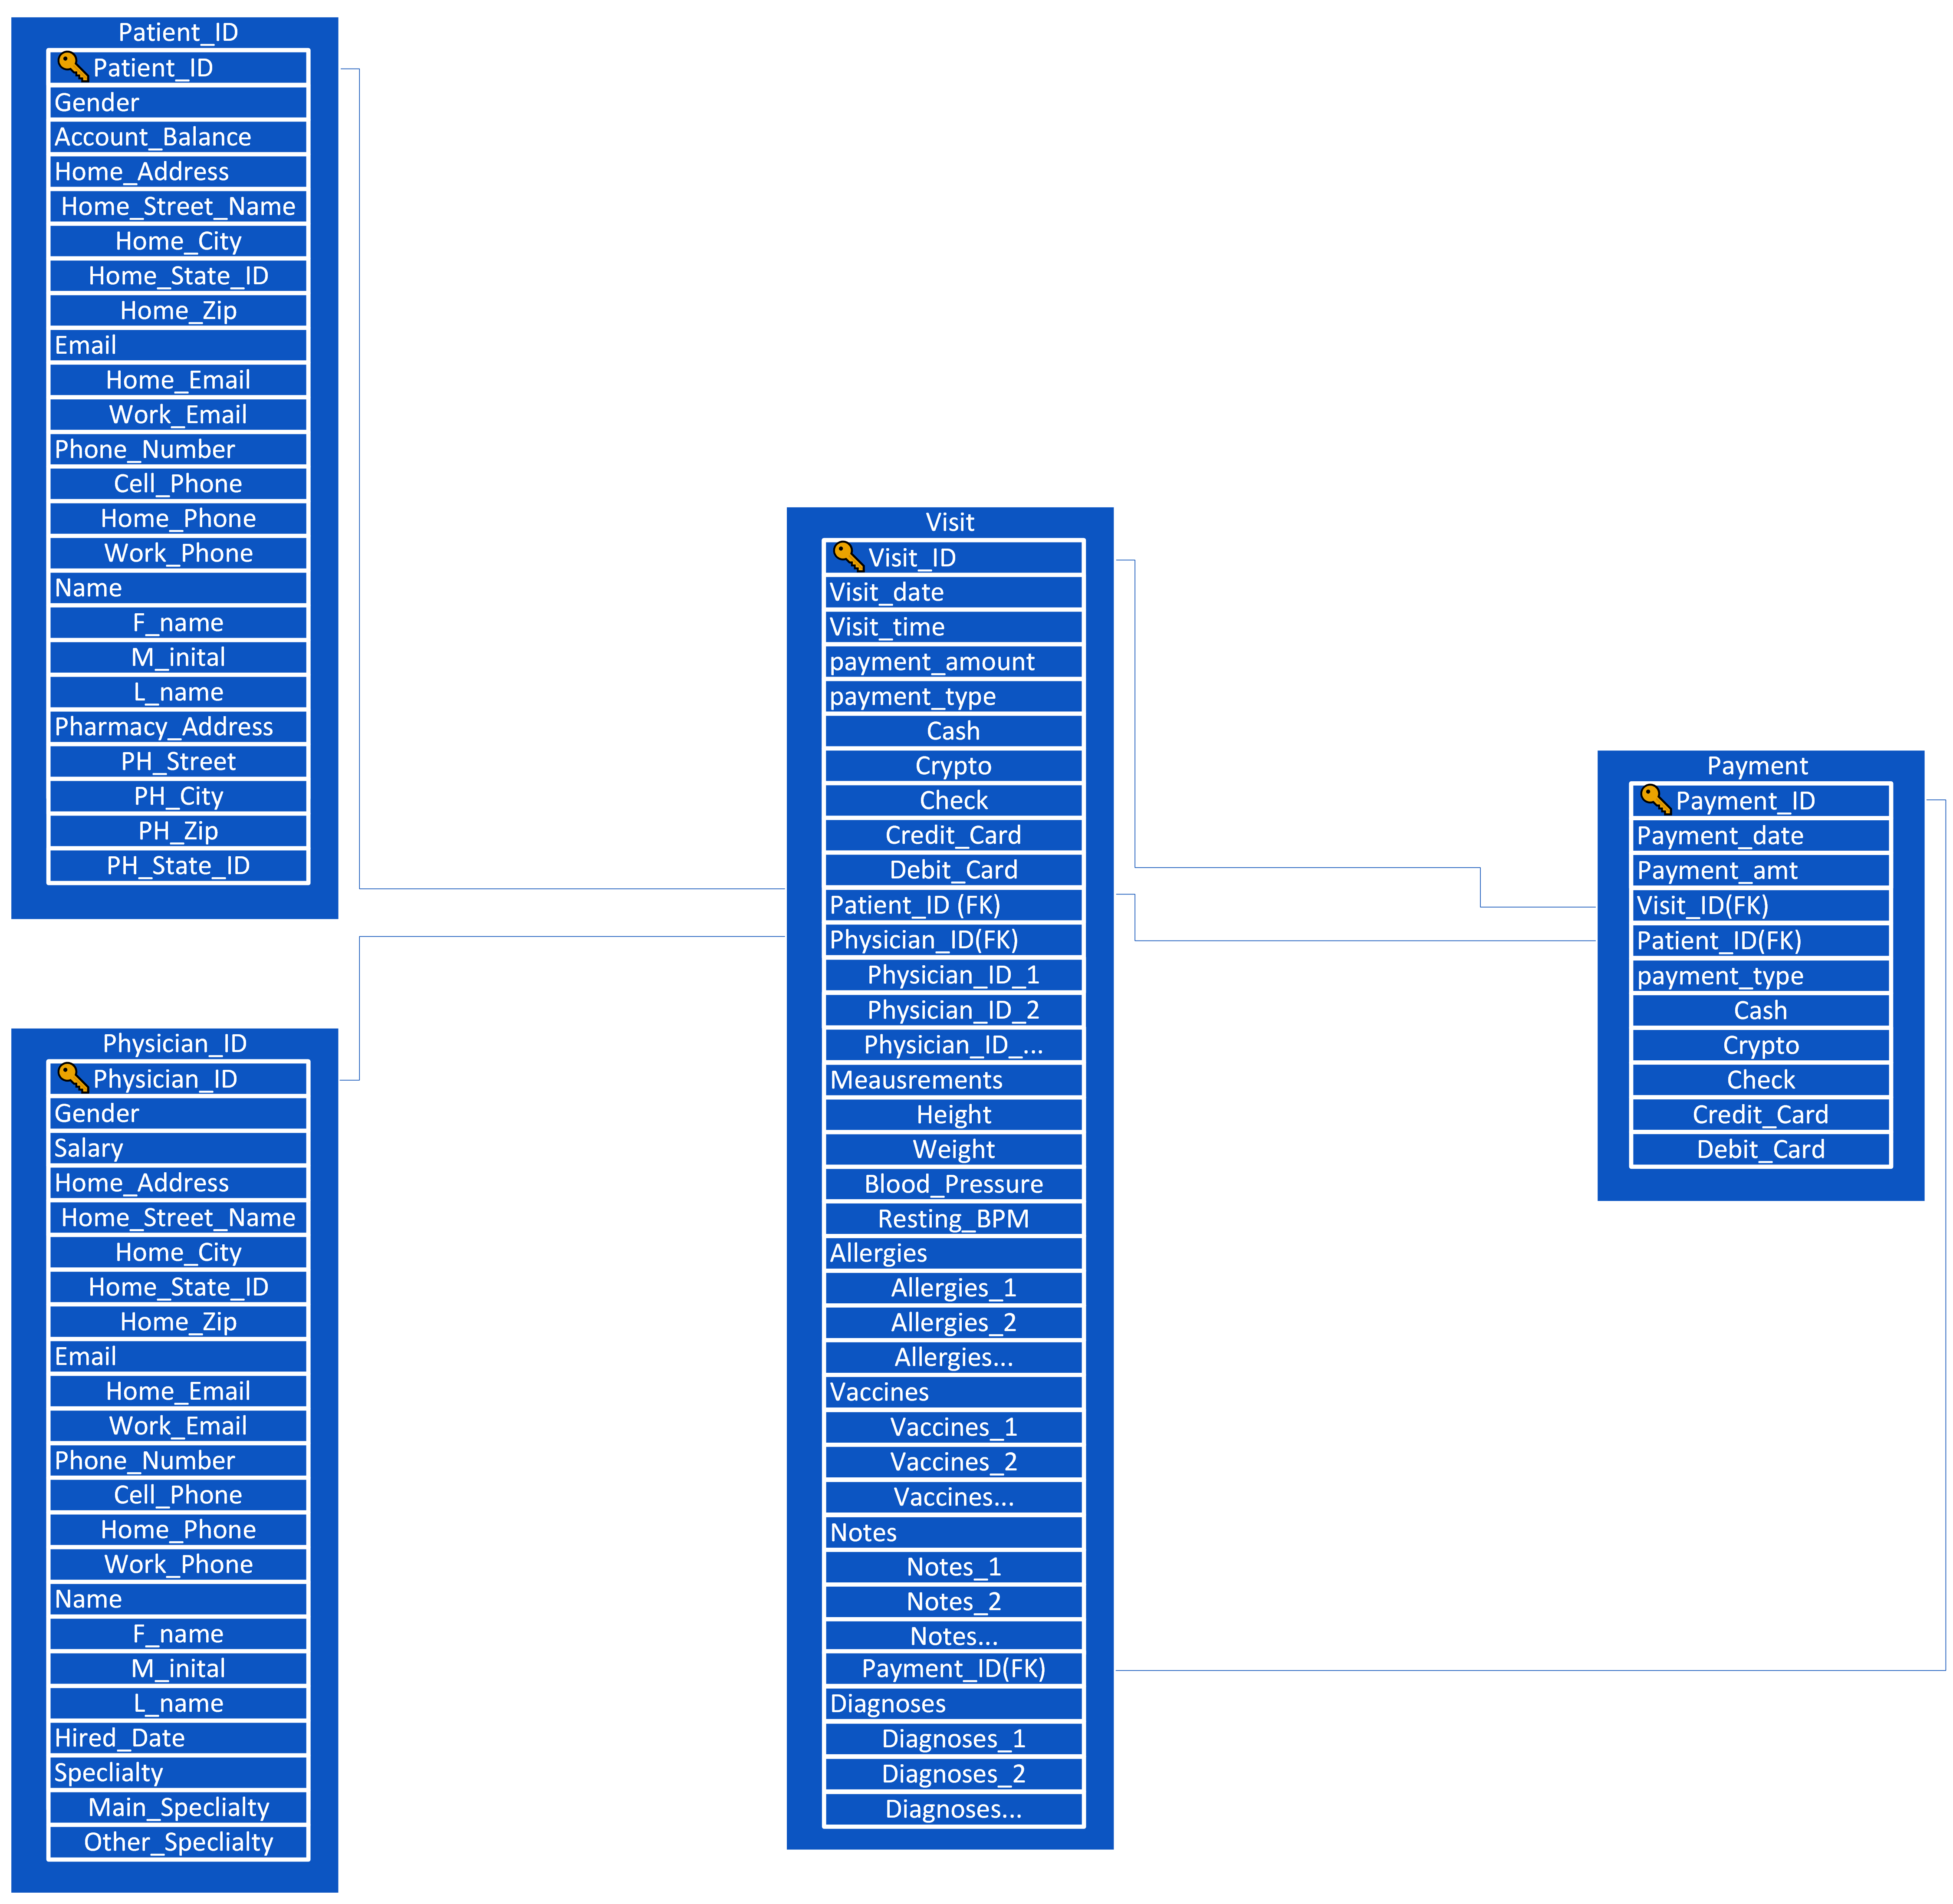 Patient_ID
Patient_ID
Gender
Account_Balance
Home_Address
Home_Street_Name
Home_City
Home_State_ID
Home_Zip
Email
Home_Email
Work_Email
Phone_Number
Cell_Phone
Home_Phone
Work_Phone
Name
F_name
M_inital
L_name
Pharmacy_Address
PH_Street
PH_City
PH_Zip
PH_State_ID
Physician_ID
Physician_ID
Gender
Salary
Home_Address
Home_Street_Name
Home_City
Home_State_ID
Home_Zip
Email
Home_Email
Work_Email
Phone_Number
Cell_Phone
Home_Phone
Work_Phone
Name
F_name
M_inital
L_name
Hired_Date
Speclialty
Main_Speclialty
Other_Speclialty
Visit
Visit_ID
Visit_date
Visit_time
payment_amount
payment_type
Cash
Crypto
Check
Credit_Card
Debit_Card
Patient_ID (FK)
Physician_ID(FK)
Physician_ID_1
Physician_ID_2
Physician_ID_...
Meausrements
Height
Weight
Blood_Pressure
Resting_BPM
Allergies
Allergies_1
Allergies_2
Allergies...
Vaccines
Vaccines_1
Vaccines_2
Vaccines...
Notes
Notes_1
Notes_2
Notes...
Payment_ID(FK)
Diagnoses
Diagnoses_1
Diagnoses_2
Diagnoses...
Payment
Payment_ID
Payment_date
Payment_amt
Visit_ID(FK)
Patient_ID(FK)
payment_type
Cash
Crypto
Check
Credit_Card
Debit_Card